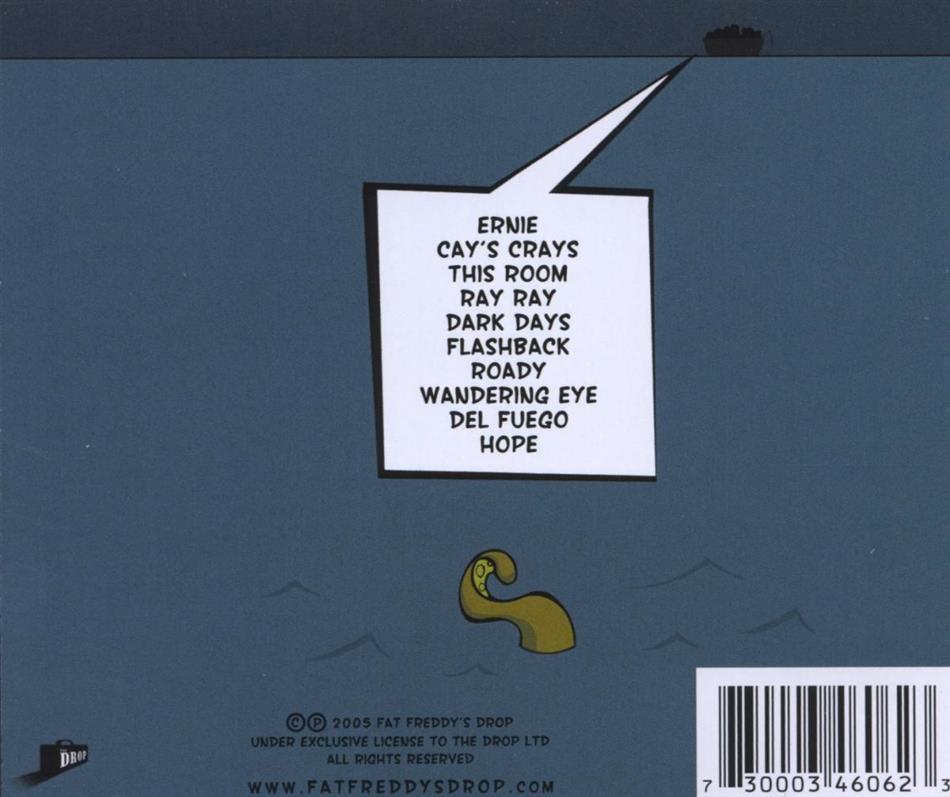 ERNIE
CAY'S CRAYS
THIS ROOM
RAY RAY
DARK DAYS
FLASHBACK
ROADY
WANDERING EYE
DEL FUEGO
HOPE
©℗ 2005 FAT FREDDY'S DROP
UNDER EXCLUSIVE LICENSE TO THE DROP LTD
ALL RIGHTS RESERVED
WWW.FATFREDDYSDROP.COM
THE DROP
7 30003 46062 3